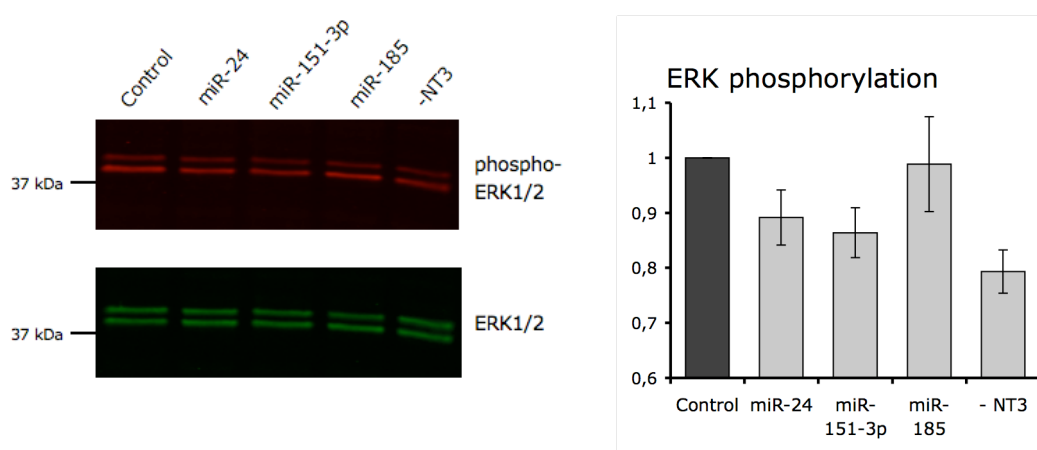 Control
miR-24
miR-151-3p
miR-185
-NT3
phospho-
ERK1/2
37 kDa
ERK1/2
37 kDa
ERK phosphorylation
1,1
1
0,9
0,8
0,7
0,6
Control
miR-24
miR-
151-3p
miR-
185
- NT3